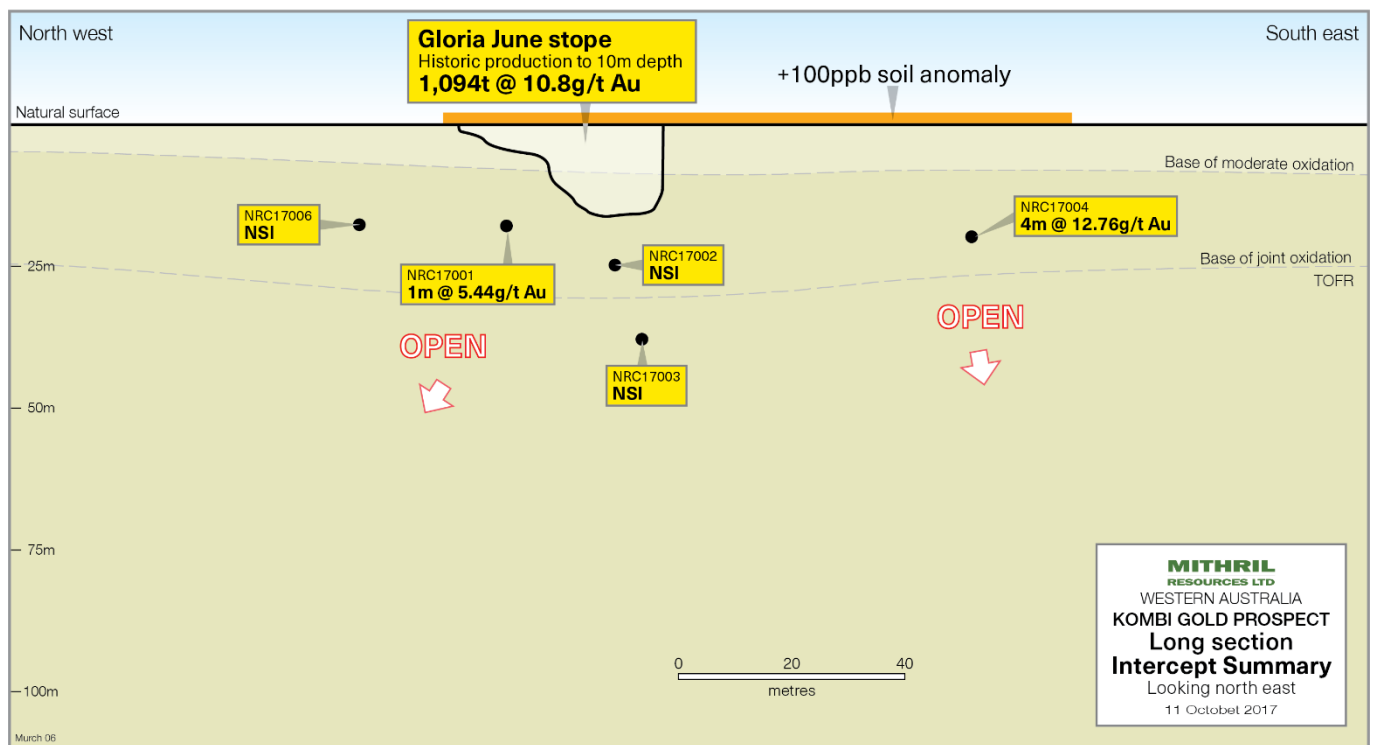 North west
South east
Gloria June stope
Historic production to 10m depth
1,094t @ 10.8g/t Au
+100ppb soil anomaly
Natural surface
Base of moderate oxidation
NRC17006
NSI
NRC17001
1m @ 5.44g/t Au
NRC17002
NSI
NRC17004
4m @ 12.76g/t Au
Base of joint oxidation
TOFR
25m
OPEN
OPEN
NRC17003
NSI
50m
75m
100m
0 20 40
metres
MITHRIL
RESOURCES LTD
WESTERN AUSTRALIA
KOMBI GOLD PROSPECT
Long section
Intercept Summary
Looking north east
11 Octobet 2017
Murch 06